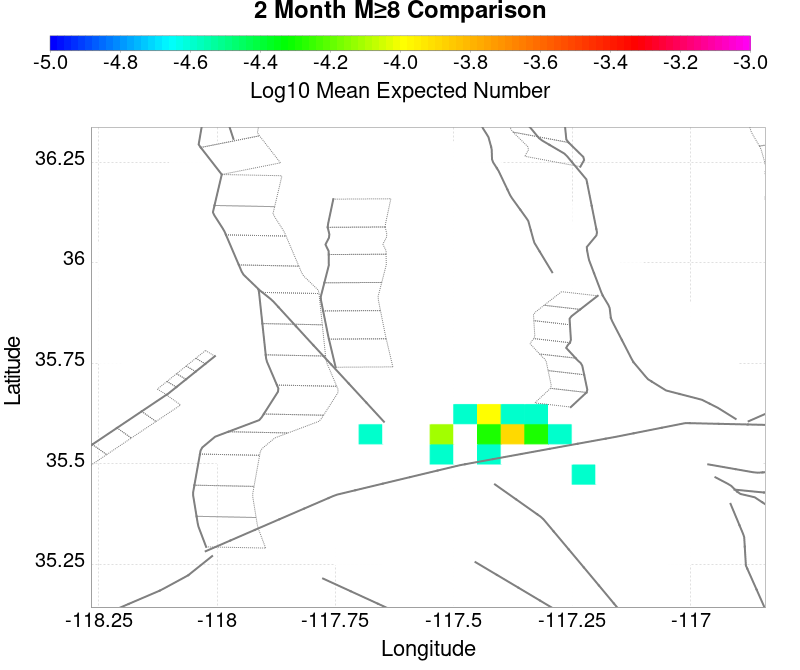 2 Month M≥8 Comparison
-5.0 -4.8 -4.6 -4.4 -4.2 -4.0 -3.8 -3.6 -3.4 -3.2 -3.0
Log10 Mean Expected Number
36.25
36
35.75
35.5
35.25
Latitude
-118.25 -118 -117.75 -117.5 -117.25 -117
Longitude